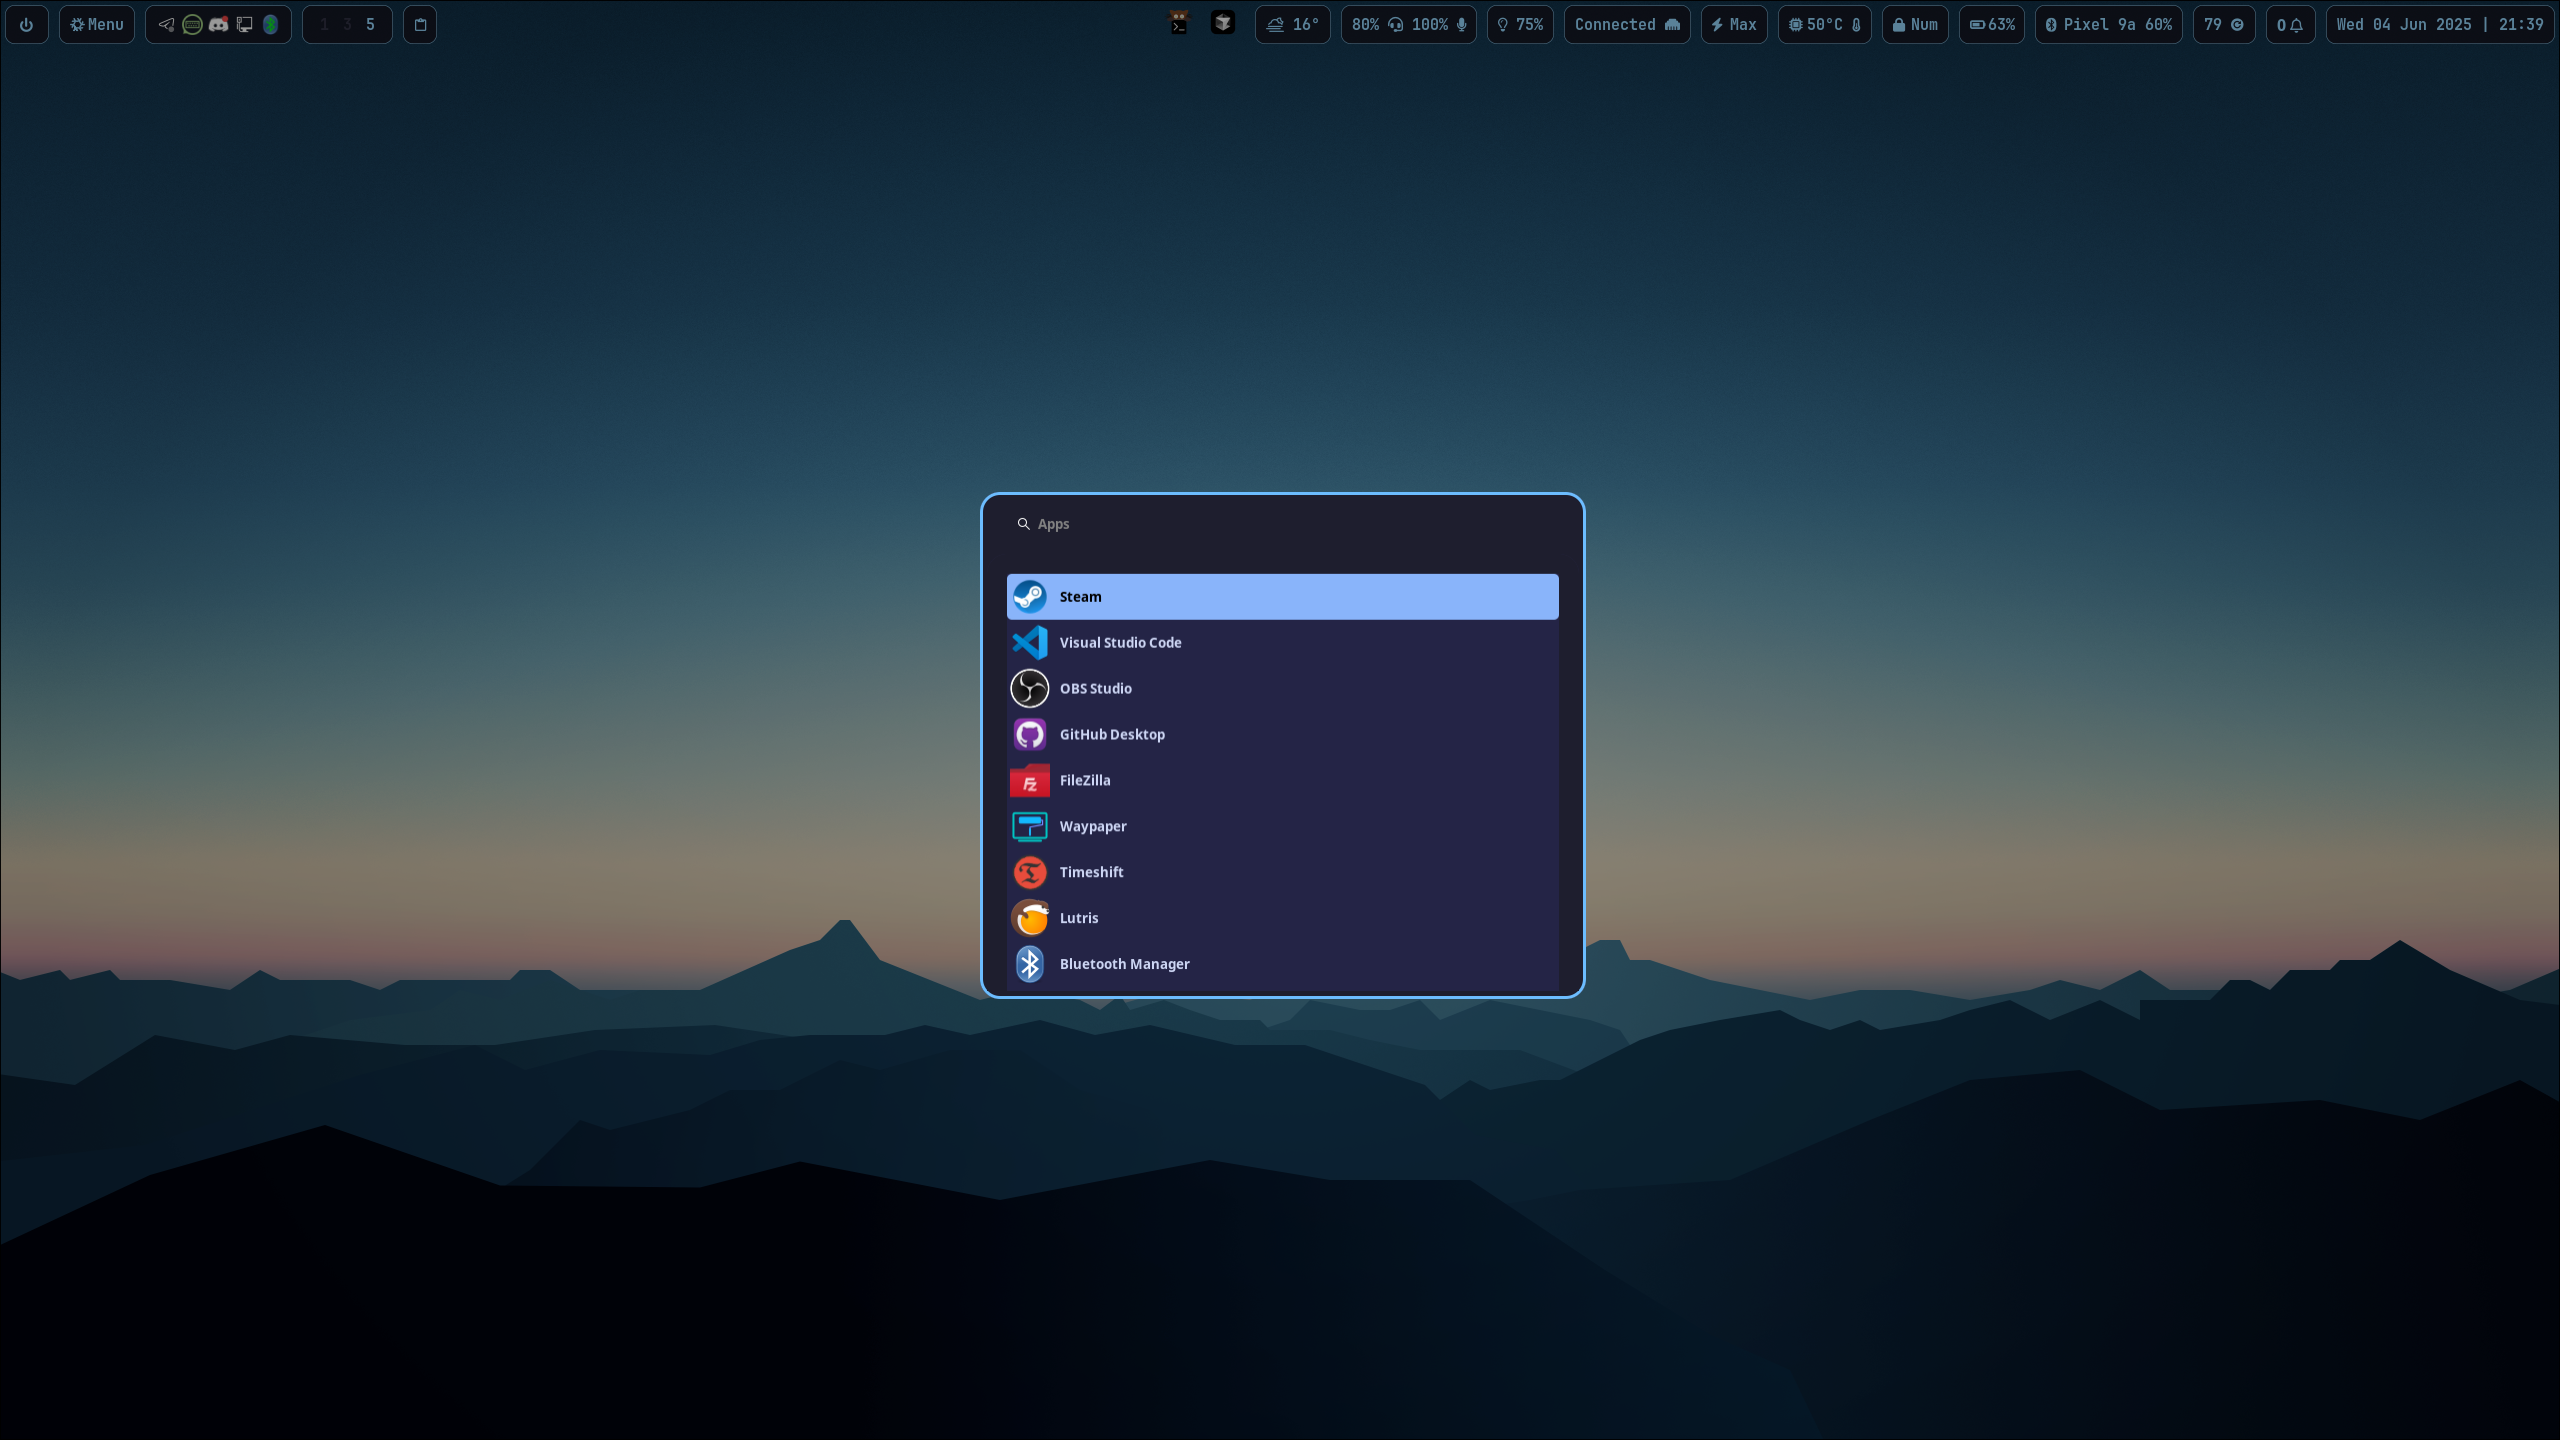 Menu 1 3 5 16° 80% 100% 75% Connected Max 50°C Num 63% Pixel 9a 60% 79 0 Wed 04 Jun 2025 | 21:39
Apps
Steam
Visual Studio Code
OBS Studio
GitHub Desktop
FileZilla
Waypaper
Timeshift
Lutris
Bluetooth Manager